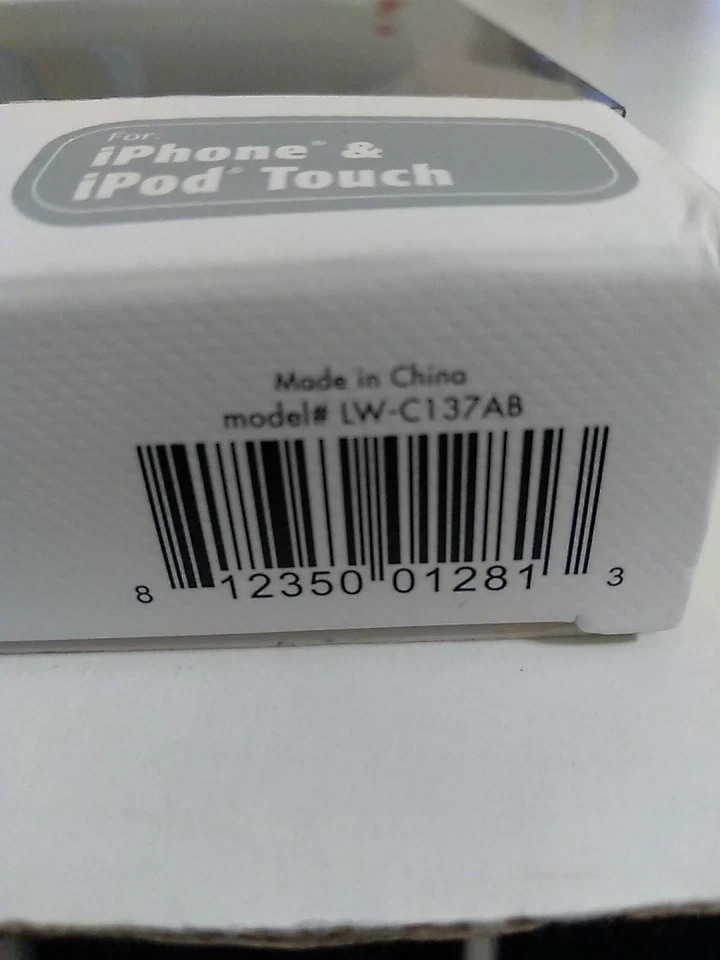 For:
iPhone® &
iPod® Touch
Made in China
model# LW-C137AB
8 12350 01281 3